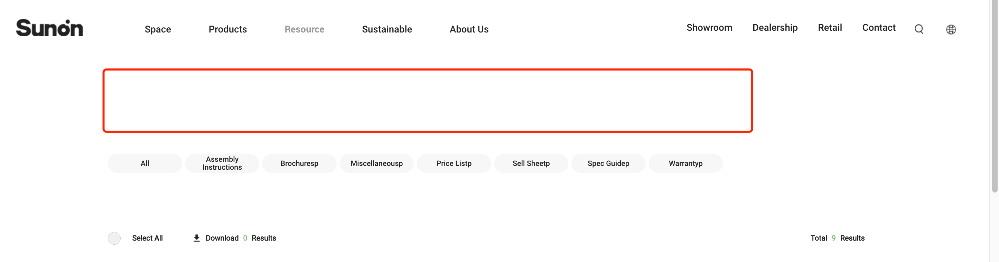 Sunon
Space Products Resource Sustainable About Us Showroom Dealership Retail Contact
All
Assembly
Instructions
Brochuresp
Miscellaneousp
Price Listp
Sell Sheetp
Spec Guidep
Warrantyp
Select All Download 0 Results Total 9 Results